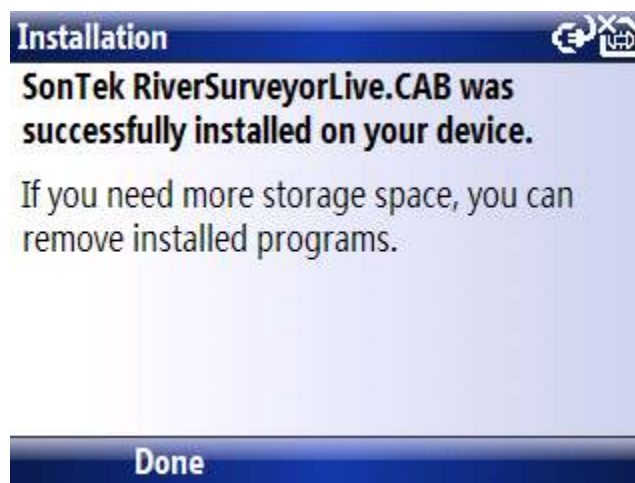 Installation
SonTek RiverSurveyorLive.CAB was
successfully installed on your device.
If you need more storage space, you can
remove installed programs.
Done